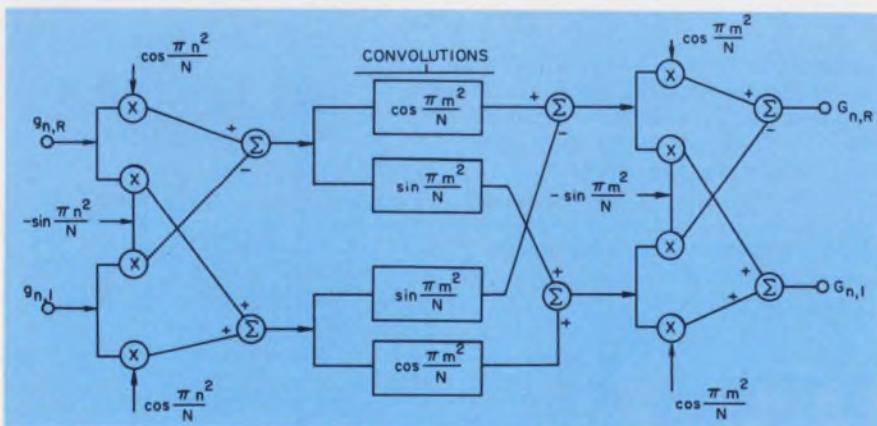 cos πn²/N
CONVOLUTIONS
cos πm²/N
g_{n,R}
X
+
Σ
−
cos πm²/N
+
Σ
−
X
+
Σ
−
G_{n,R}
X
sin πm²/N
X
−sin πn²/N
−sin πm²/N
X
X
g_{n,I}
+
+
Σ
sin πm²/N
+
Σ
+
+
+
Σ
G_{n,I}
X
cos πm²/N
X
cos πn²/N
cos πm²/N